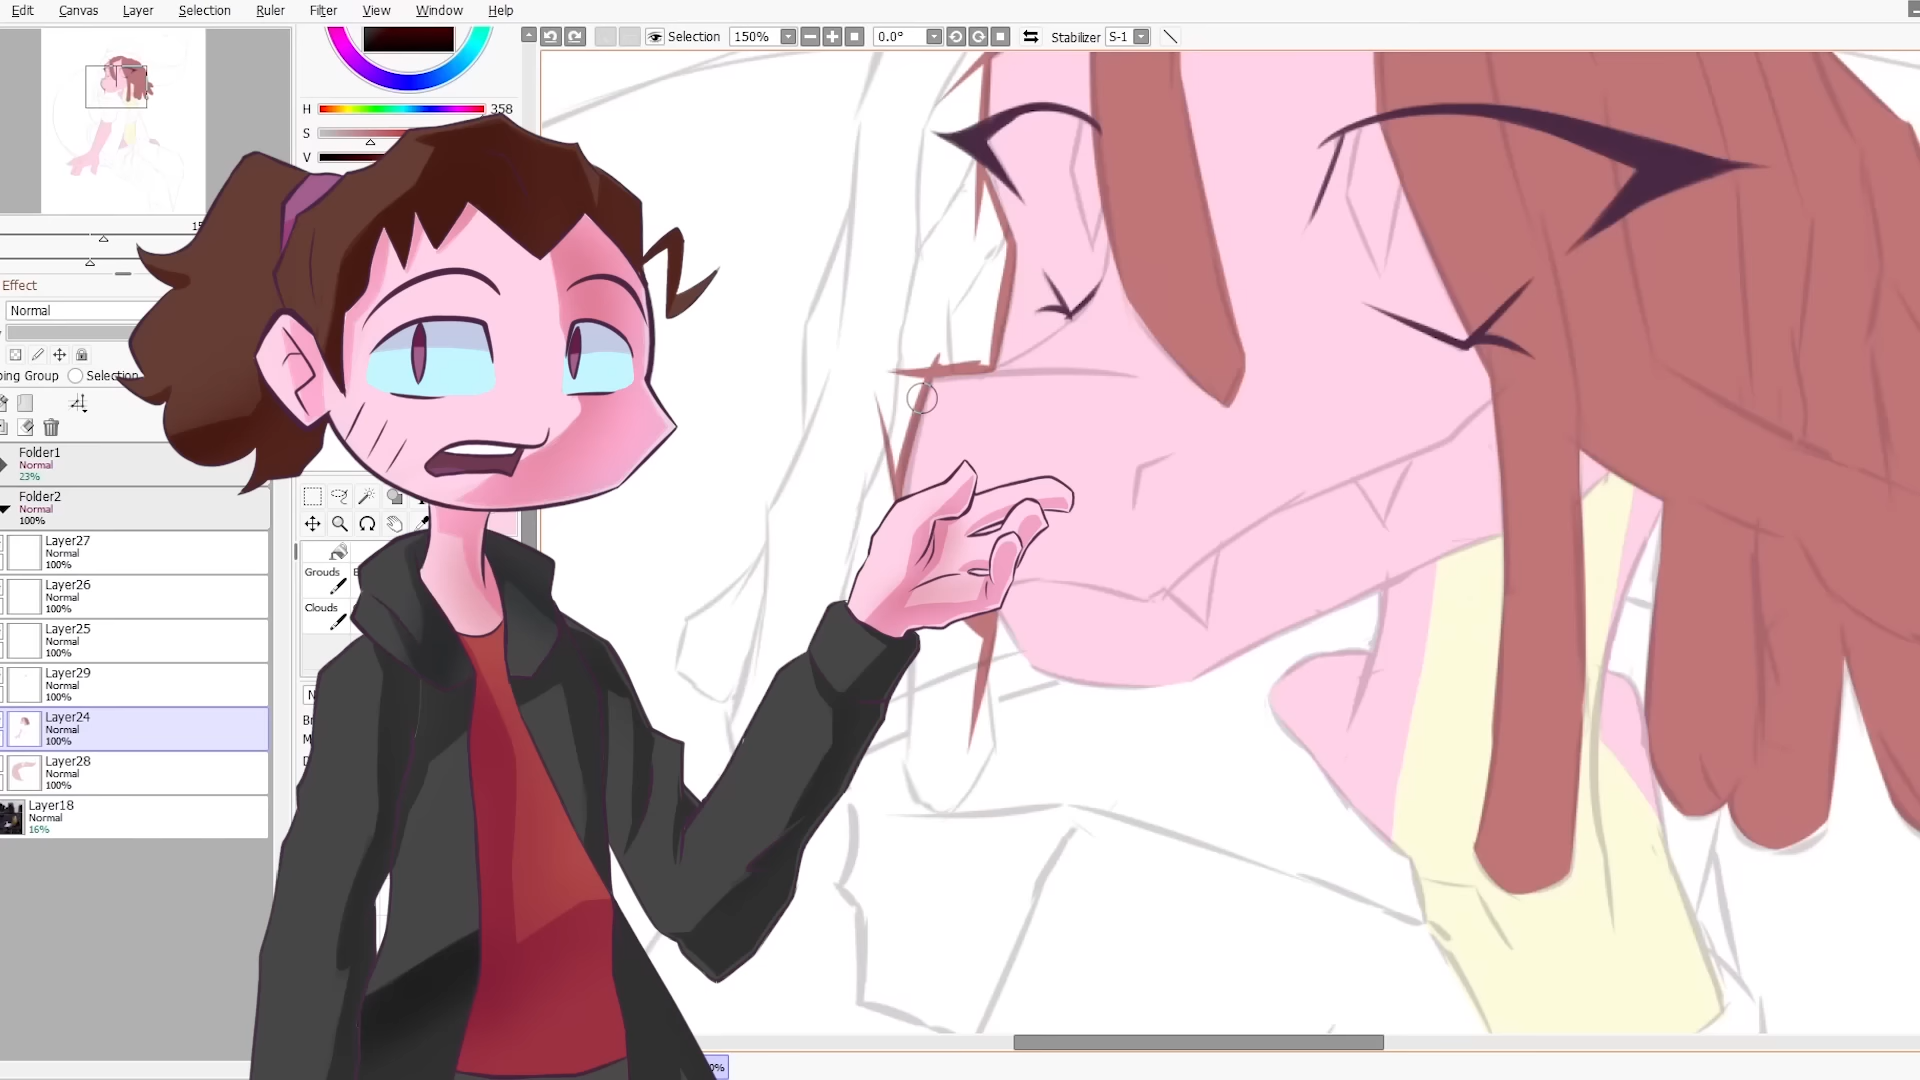 Edit Canvas Layer Selection Ruler Filter View Window Help
Selection 150% 0.0° Stabilizer S-1
H 358
S
V
Effect
Normal
Selection
Folder1
Normal
23%
Folder2
Normal
100%
Layer27
Normal
100%
Layer26
Normal
100%
Layer25
Normal
100%
Layer29
Normal
100%
Layer24
Normal
100%
Layer28
Normal
100%
Layer18
Normal
16%
Grouds
Clouds